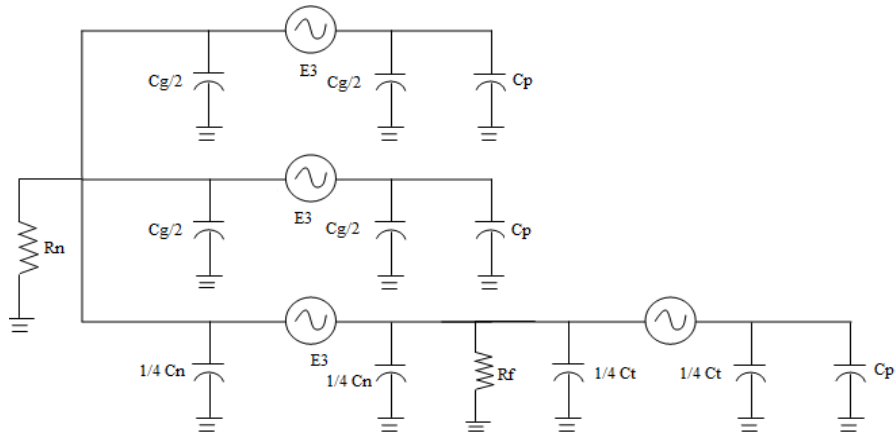 E3
Cg/2
Cg/2
Cp
E3
Cg/2
Cg/2
Cp
Rn
E3
1/4 Cn
1/4 Cn
Rf
1/4 Ct
1/4 Ct
Cp